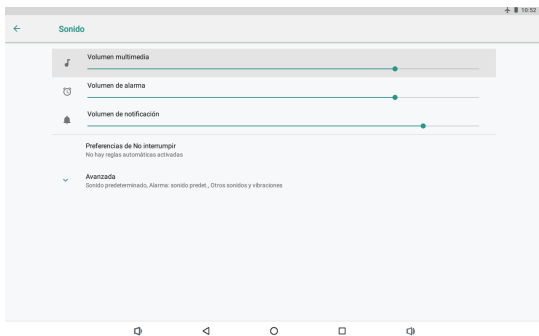 10:52
Sonido
Volumen multimedia
Volumen de alarma
Volumen de notificación
Preferencias de No interrumpir
No hay reglas automáticas activadas
Avanzada
Sonido predeterminado, Alarma: sonido predet., Otros sonidos y vibraciones